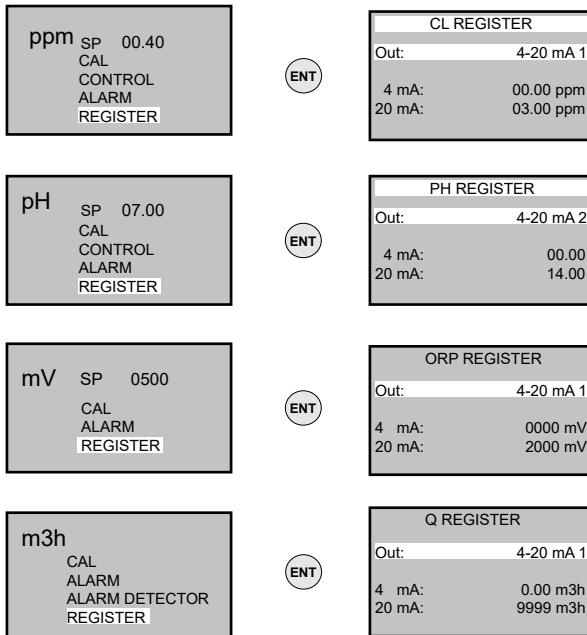 ppm SP 00.40
CAL
CONTROL
ALARM
REGISTER
ENT
CL REGISTER
Out: 4-20 mA 1
4 mA: 00.00 ppm
20 mA: 03.00 ppm
pH SP 07.00
CAL
CONTROL
ALARM
REGISTER
ENT
PH REGISTER
Out: 4-20 mA 2
4 mA: 00.00
20 mA: 14.00
mV SP 0500
CAL
ALARM
REGISTER
ENT
ORP REGISTER
Out: 4-20 mA 1
4 mA: 0000 mV
20 mA: 2000 mV
m3h
CAL
ALARM
ALARM DETECTOR
REGISTER
ENT
Q REGISTER
Out: 4-20 mA 1
4 mA: 0.00 m3h
20 mA: 9999 m3h